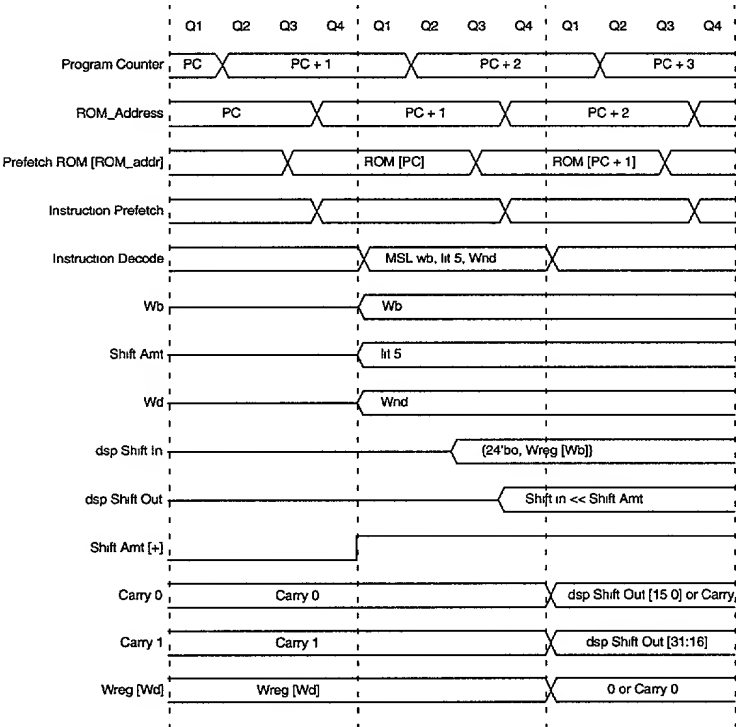 Q1 Q2 Q3 Q4 Q1 Q2 Q3 Q4 Q1 Q2 Q3 Q4
Program Counter PC PC + 1 PC + 2 PC + 3
ROM_Address PC PC + 1 PC + 2
Prefetch ROM [ROM_addr] ROM [PC] ROM [PC + 1]
Instruction Prefetch
Instruction Decode MSL wb, lit 5, Wnd
Wb Wb
Shift Amt lit 5
Wd Wnd
dsp Shift In {24'bo, Wreg [Wb]}
dsp Shift Out Shift in << Shift Amt
Shift Amt [+]
Carry 0 Carry 0 dsp Shift Out [15 0] or Carry
Carry 1 Carry 1 dsp Shift Out [31:16]
Wreg [Wd] Wreg [Wd] 0 or Carry 0